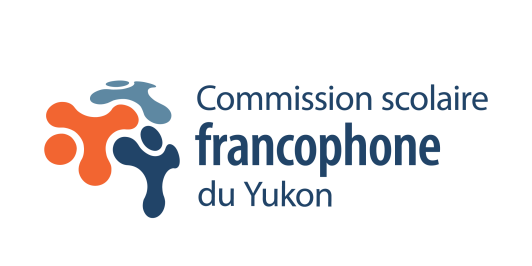 Commission scolaire
francophone
du Yukon